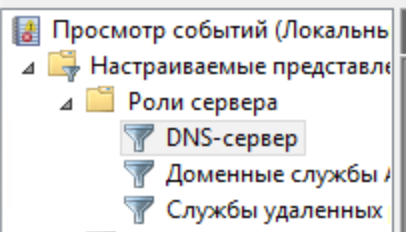 Просмотр событий (Локальны
Настраиваемые представле
Роли сервера
DNS-сервер
Доменные службы
Службы удаленных